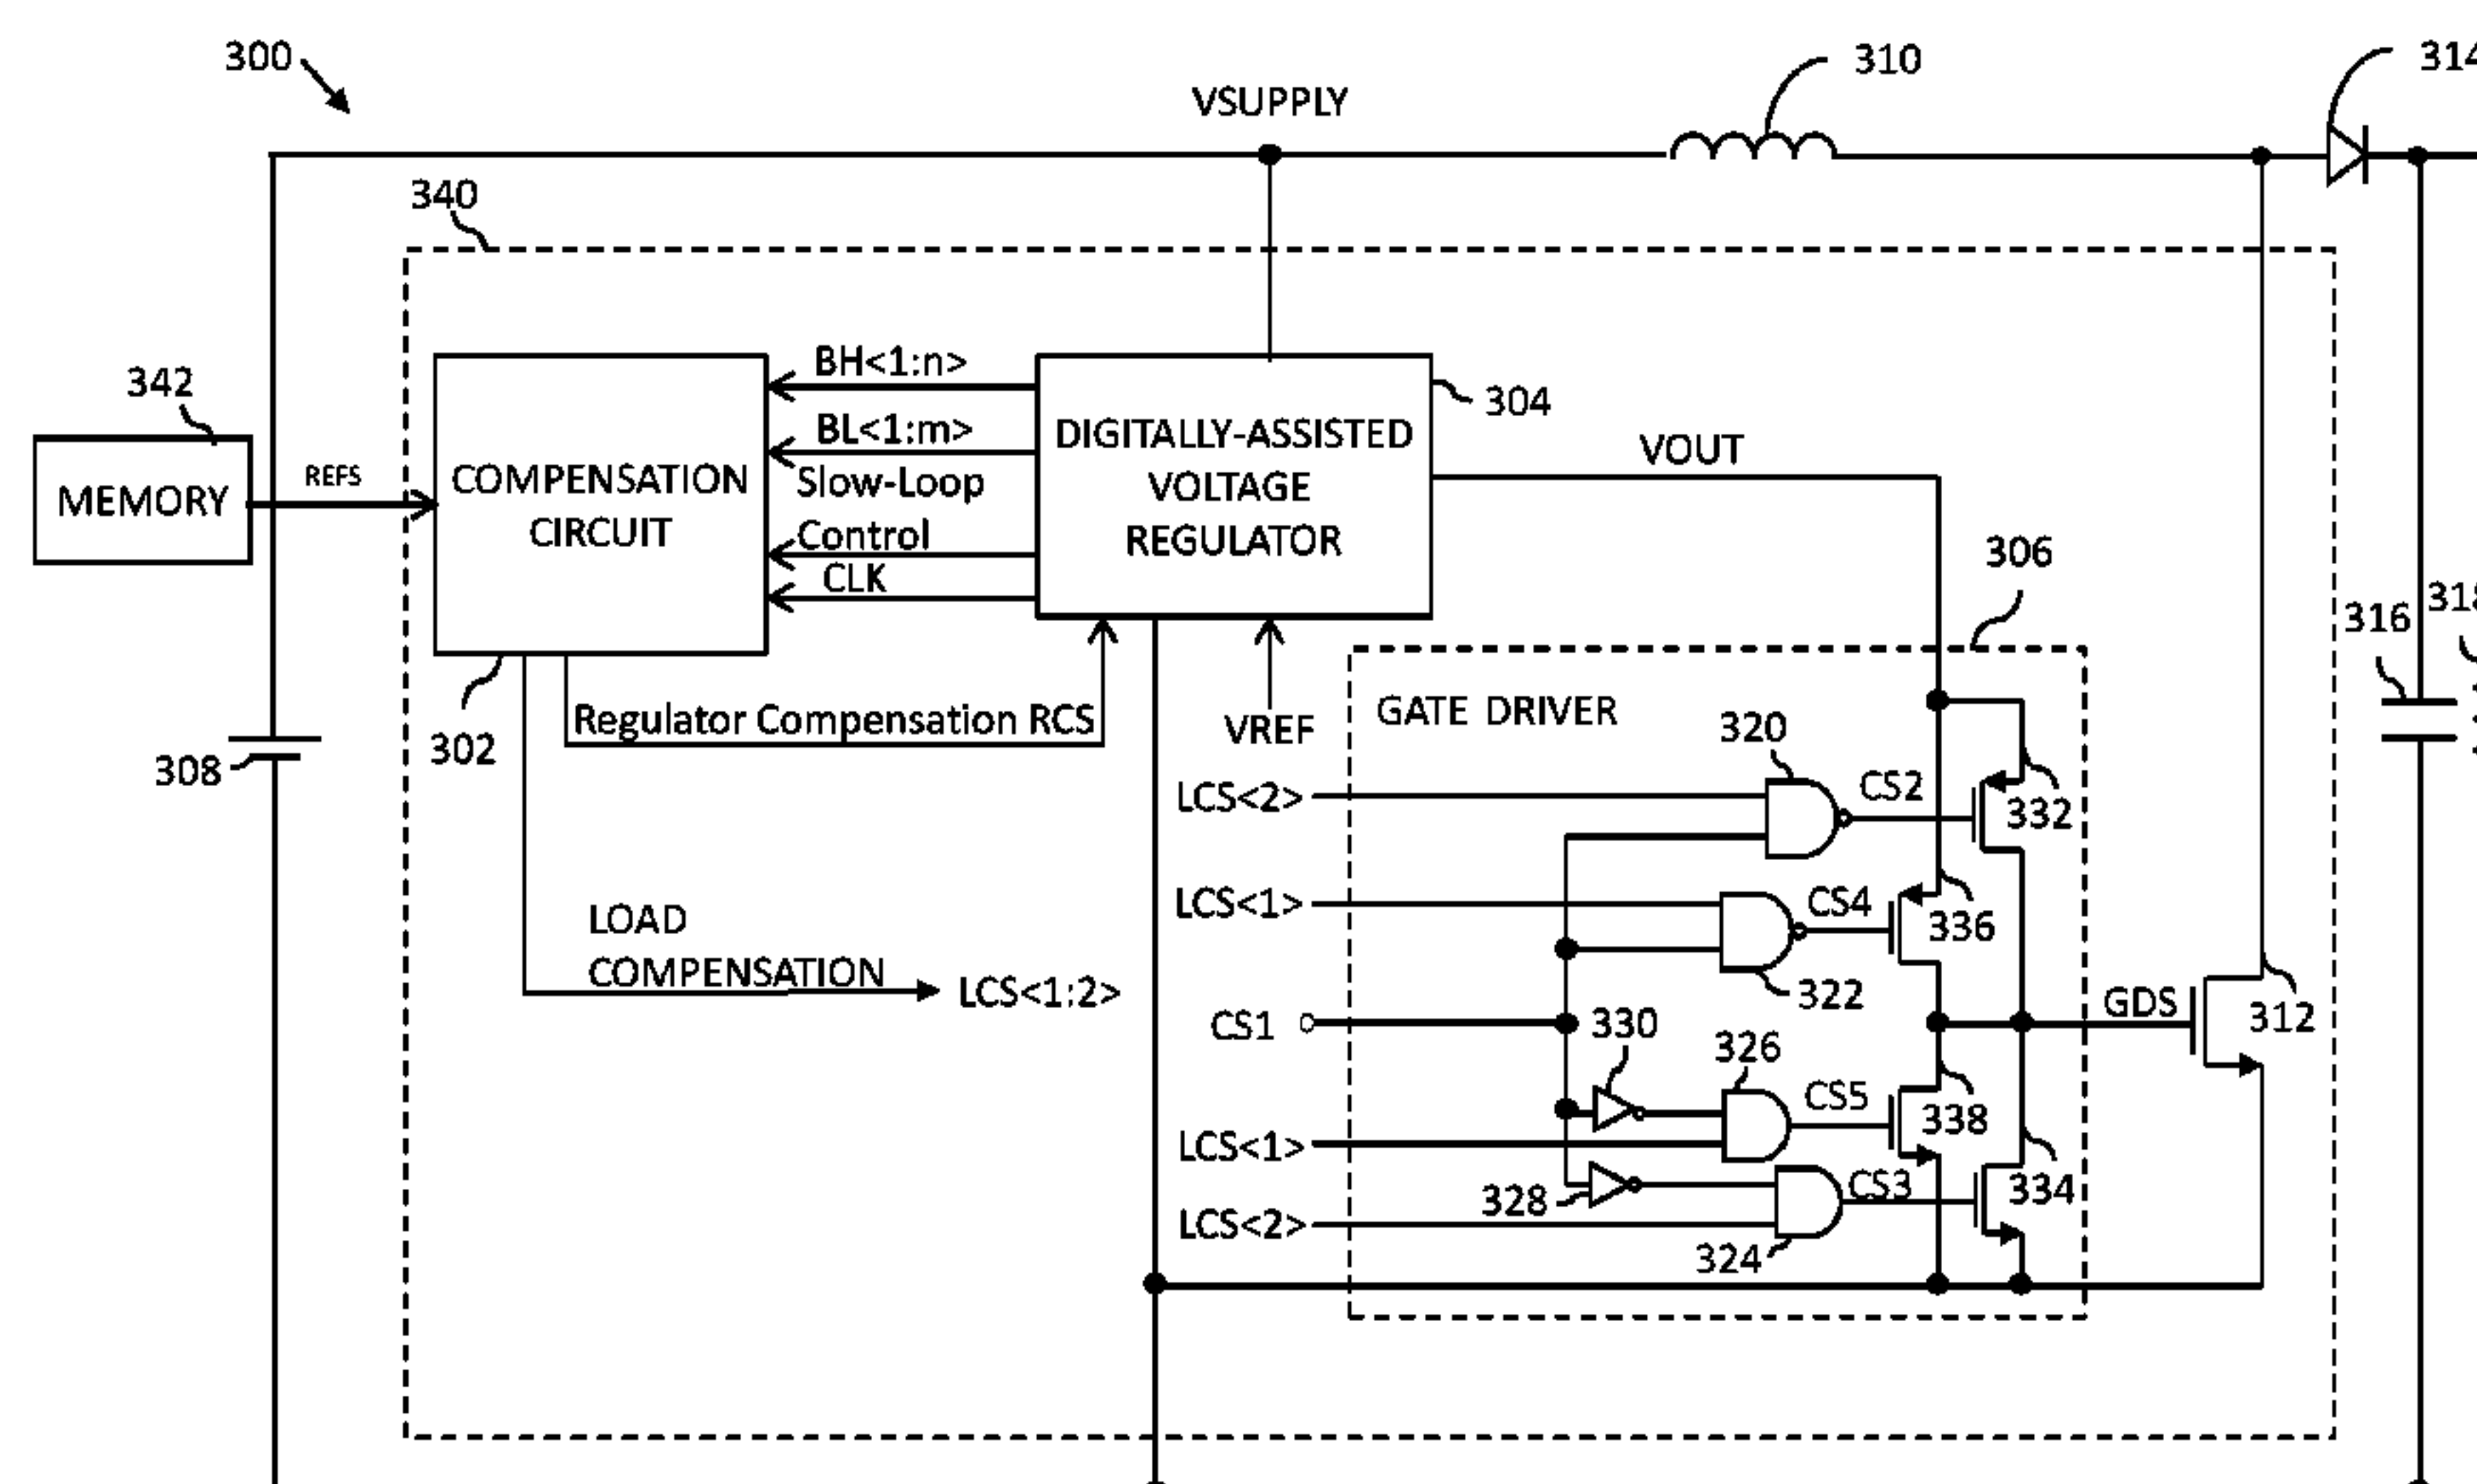 300
VSUPPLY
310
314
340
342
MEMORY
REFS
COMPENSATION
CIRCUIT
BH<1:n>
BL<1:m>
Slow-Loop
Control
CLK
DIGITALLY-ASSISTED
VOLTAGE
REGULATOR
304
VOUT
306
316
318
308
302
Regulator Compensation RCS
VREF
GATE DRIVER
320
LCS<2>
CS2
332
LCS<1>
CS4
336
322
LOAD
COMPENSATION
LCS<1:2>
CS1
330
326
GDS
312
CS5
338
LCS<1>
328
CS3
334
LCS<2>
324